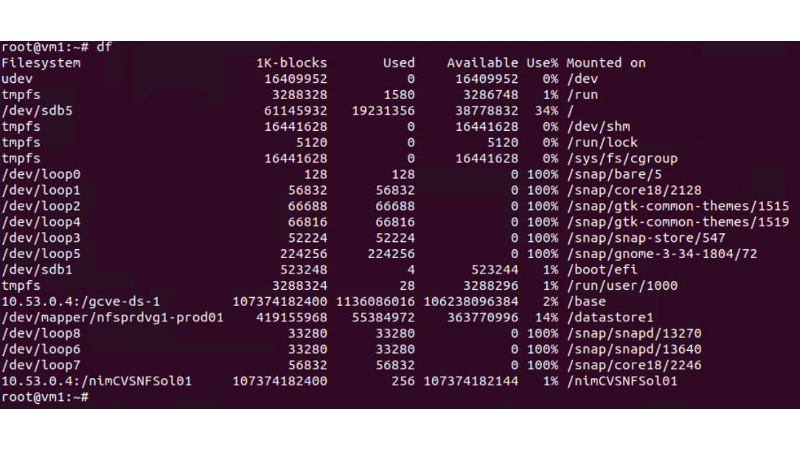 root@vm1:~# df
Filesystem 1K-blocks Used Available Use% Mounted on
udev 16409952 0 16409952 0% /dev
tmpfs 3288328 1580 3286748 1% /run
/dev/sdb5 61145932 19231356 38778832 34% /
tmpfs 16441628 0 16441628 0% /dev/shm
tmpfs 5120 0 5120 0% /run/lock
tmpfs 16441628 0 16441628 0% /sys/fs/cgroup
/dev/loop0 128 128 0 100% /snap/bare/5
/dev/loop1 56832 56832 0 100% /snap/core18/2128
/dev/loop2 66688 66688 0 100% /snap/gtk-common-themes/1515
/dev/loop4 66816 66816 0 100% /snap/gtk-common-themes/1519
/dev/loop3 52224 52224 0 100% /snap/snap-store/547
/dev/loop5 224256 224256 0 100% /snap/gnome-3-34-1804/72
/dev/sdb1 523248 4 523244 1% /boot/efi
tmpfs 3288324 28 3288296 1% /run/user/1000
10.53.0.4:/gcve-ds-1 107374182400 1136086016 106238096384 2% /base
/dev/mapper/nfsprdvg1-prod01 419155968 55384972 363770996 14% /datastore1
/dev/loop8 33280 33280 0 100% /snap/snapd/13270
/dev/loop6 33280 33280 0 100% /snap/snapd/13640
/dev/loop7 56832 56832 0 100% /snap/core18/2246
10.53.0.4:/nimCVSNFSol01 107374182400 256 107374182144 1% /nimCVSNFSol01
root@vm1:~#